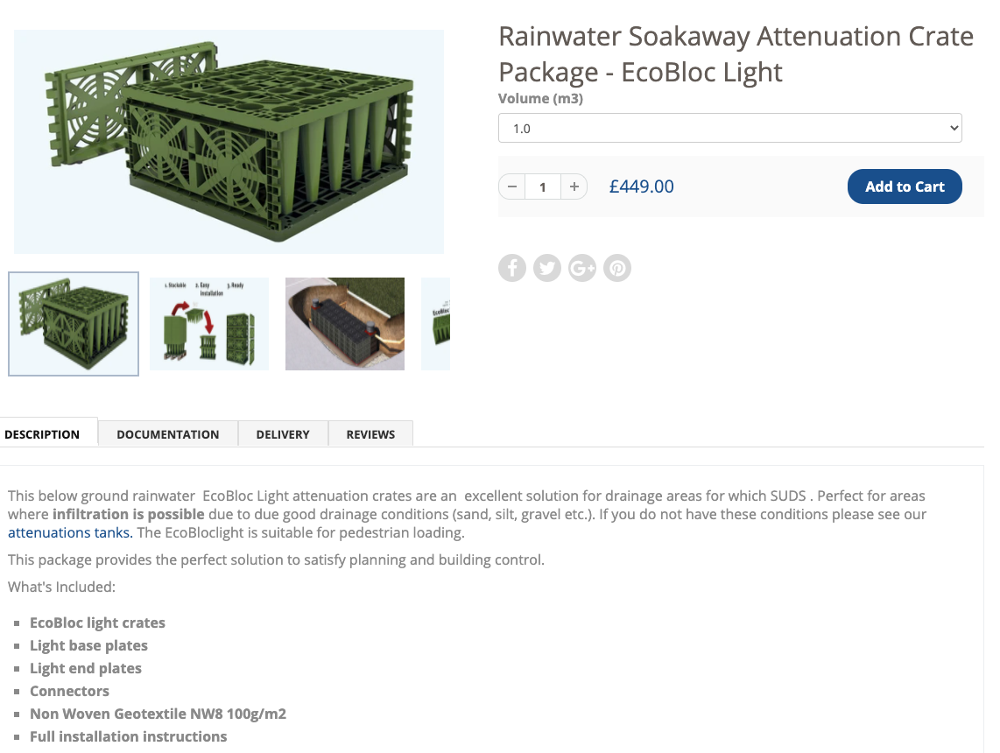 Rainwater Soakaway Attenuation Crate
Package - EcoBloc Light
Volume (m3)
1.0
− 1 + £449.00 Add to Cart
1. Stackable 2. Easy Installation 3. Ready
EcoBloc
DESCRIPTION DOCUMENTATION DELIVERY REVIEWS
This below ground rainwater EcoBloc Light attenuation crates are an excellent solution for drainage areas for which SUDS . Perfect for areas
where infiltration is possible due to due good drainage conditions (sand, silt, gravel etc.). If you do not have these conditions please see our
attenuations tanks. The EcoBloclight is suitable for pedestrian loading.
This package provides the perfect solution to satisfy planning and building control.
What's Included:
EcoBloc light crates
Light base plates
Light end plates
Connectors
Non Woven Geotextile NW8 100g/m2
Full installation instructions